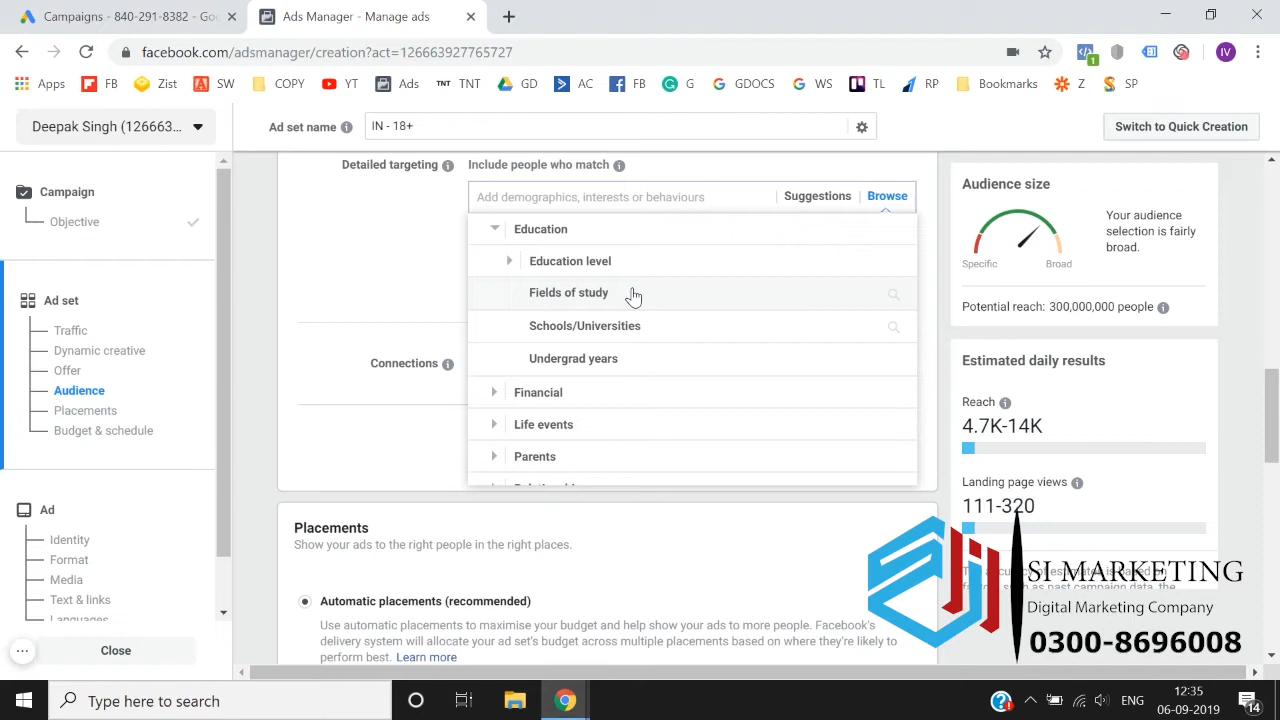 Campaigns - 840-291-8382 - Goo
Ads Manager - Manage ads
facebook.com/adsmanager/creation?act=126663927765727
1
IV
Apps
FB
Zist
SW
COPY
YT
Ads
TNT TNT
GD
AC
FB
G
GDOCS
WS
TL
RP
Bookmarks
Z
SP
Deepak Singh (126663...
Ad set name
IN - 18+
Switch to Quick Creation
Campaign
Objective
Ad set
Traffic
Dynamic creative
Offer
Audience
Placements
Budget & schedule
Ad
Identity
Format
Media
Text & links
Languages
Close
Detailed targeting
Include people who match
Add demographics, interests or behaviours
Suggestions
Browse
Education
Education level
Fields of study
Schools/Universities
Undergrad years
Financial
Life events
Parents
Connections
Placements
Show your ads to the right people in the right places.
Automatic placements (recommended)
Use automatic placements to maximise your budget and help show your ads to more people. Facebook's
delivery system will allocate your ad set's budget across multiple placements based on where they're likely to
perform best. Learn more
Audience size
Your audience
selection is fairly
broad.
Specific
Broad
Potential reach: 300,000,000 people
Estimated daily results
Reach
4.7K-14K
Landing page views
111-320
SI MARKETING
Digital Marketing Company
0300-8696008
Type here to search
ENG
12:35
06-09-2019
14